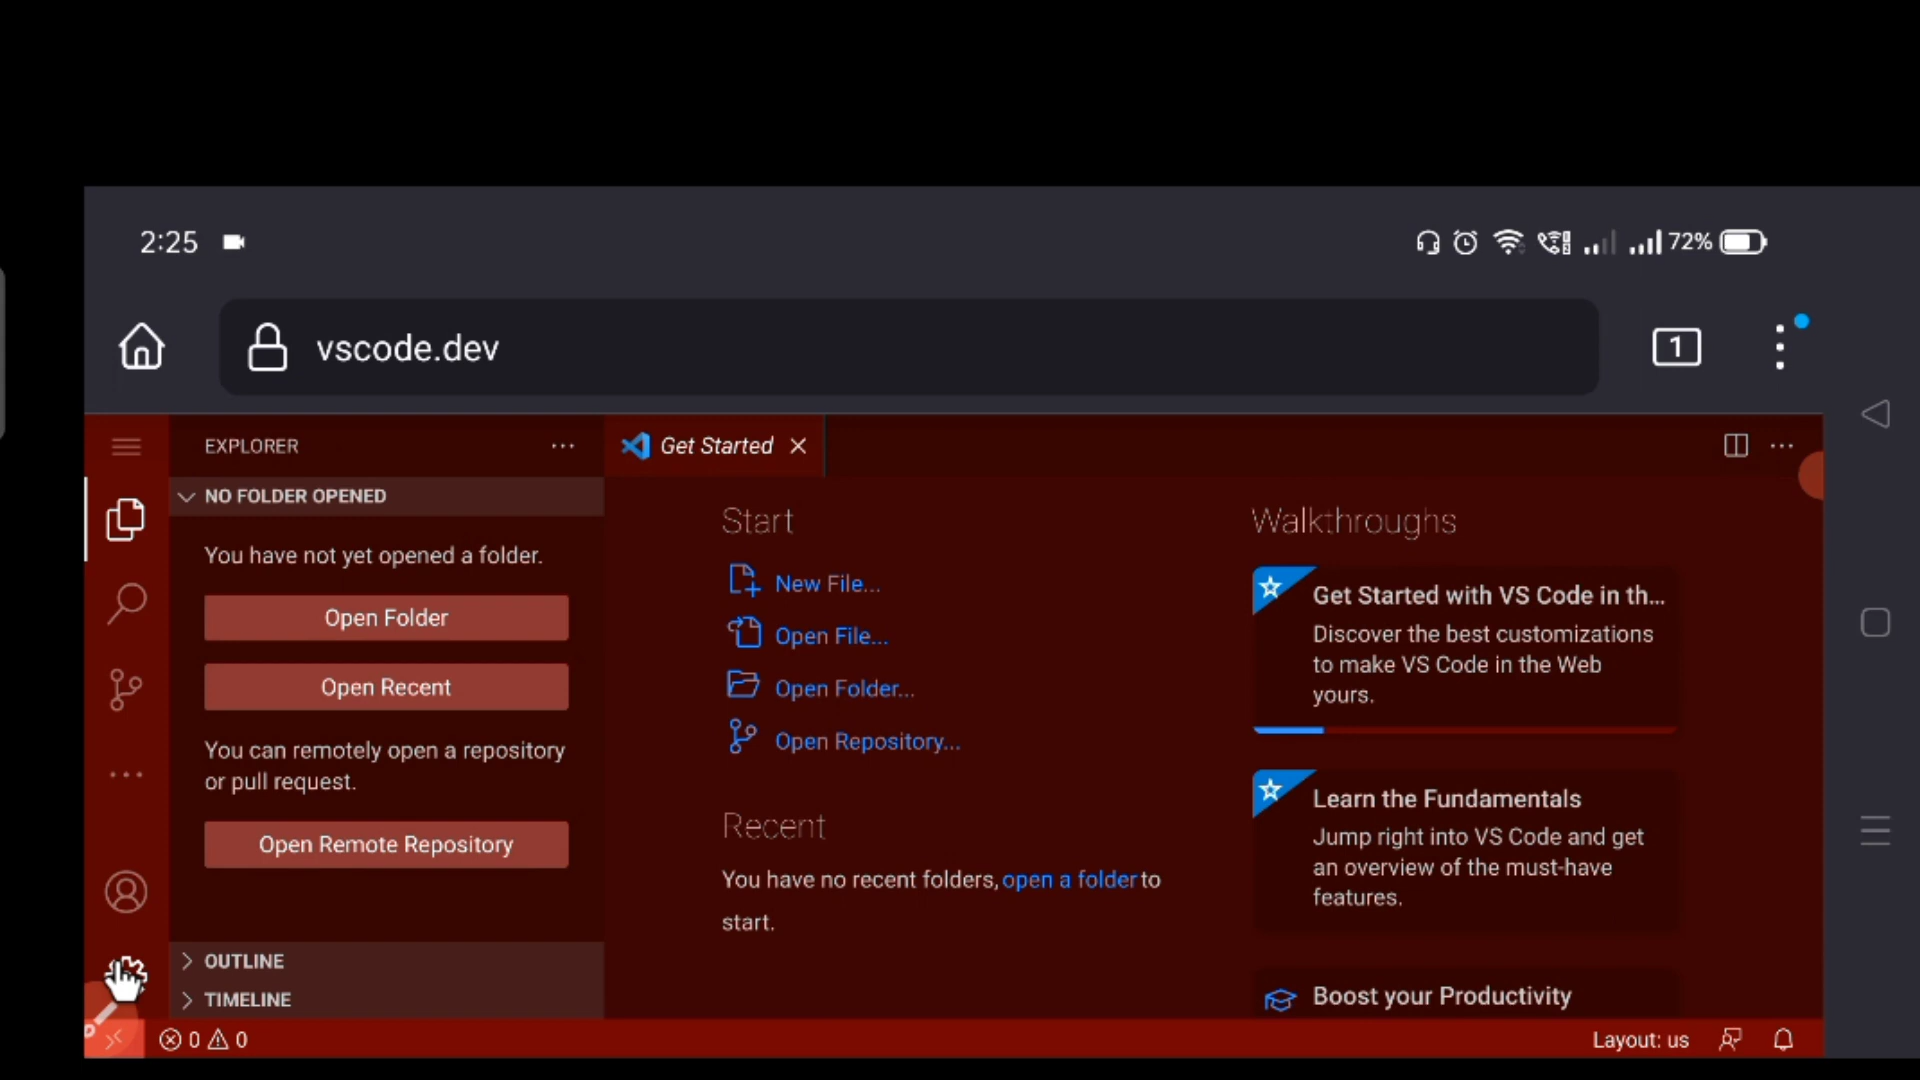 2:25
72%
vscode.dev
1
EXPLORER
Get Started
NO FOLDER OPENED
You have not yet opened a folder.
Open Folder
Open Recent
You can remotely open a repository
or pull request.
Open Remote Repository
OUTLINE
TIMELINE
Start
New File...
Open File...
Open Folder...
Open Repository...
Recent
You have no recent folders, open a folder to
start.
Walkthroughs
Get Started with VS Code in th...
Discover the best customizations
to make VS Code in the Web
yours.
Learn the Fundamentals
Jump right into VS Code and get
an overview of the must-have
features.
Boost your Productivity
0 0
Layout: us